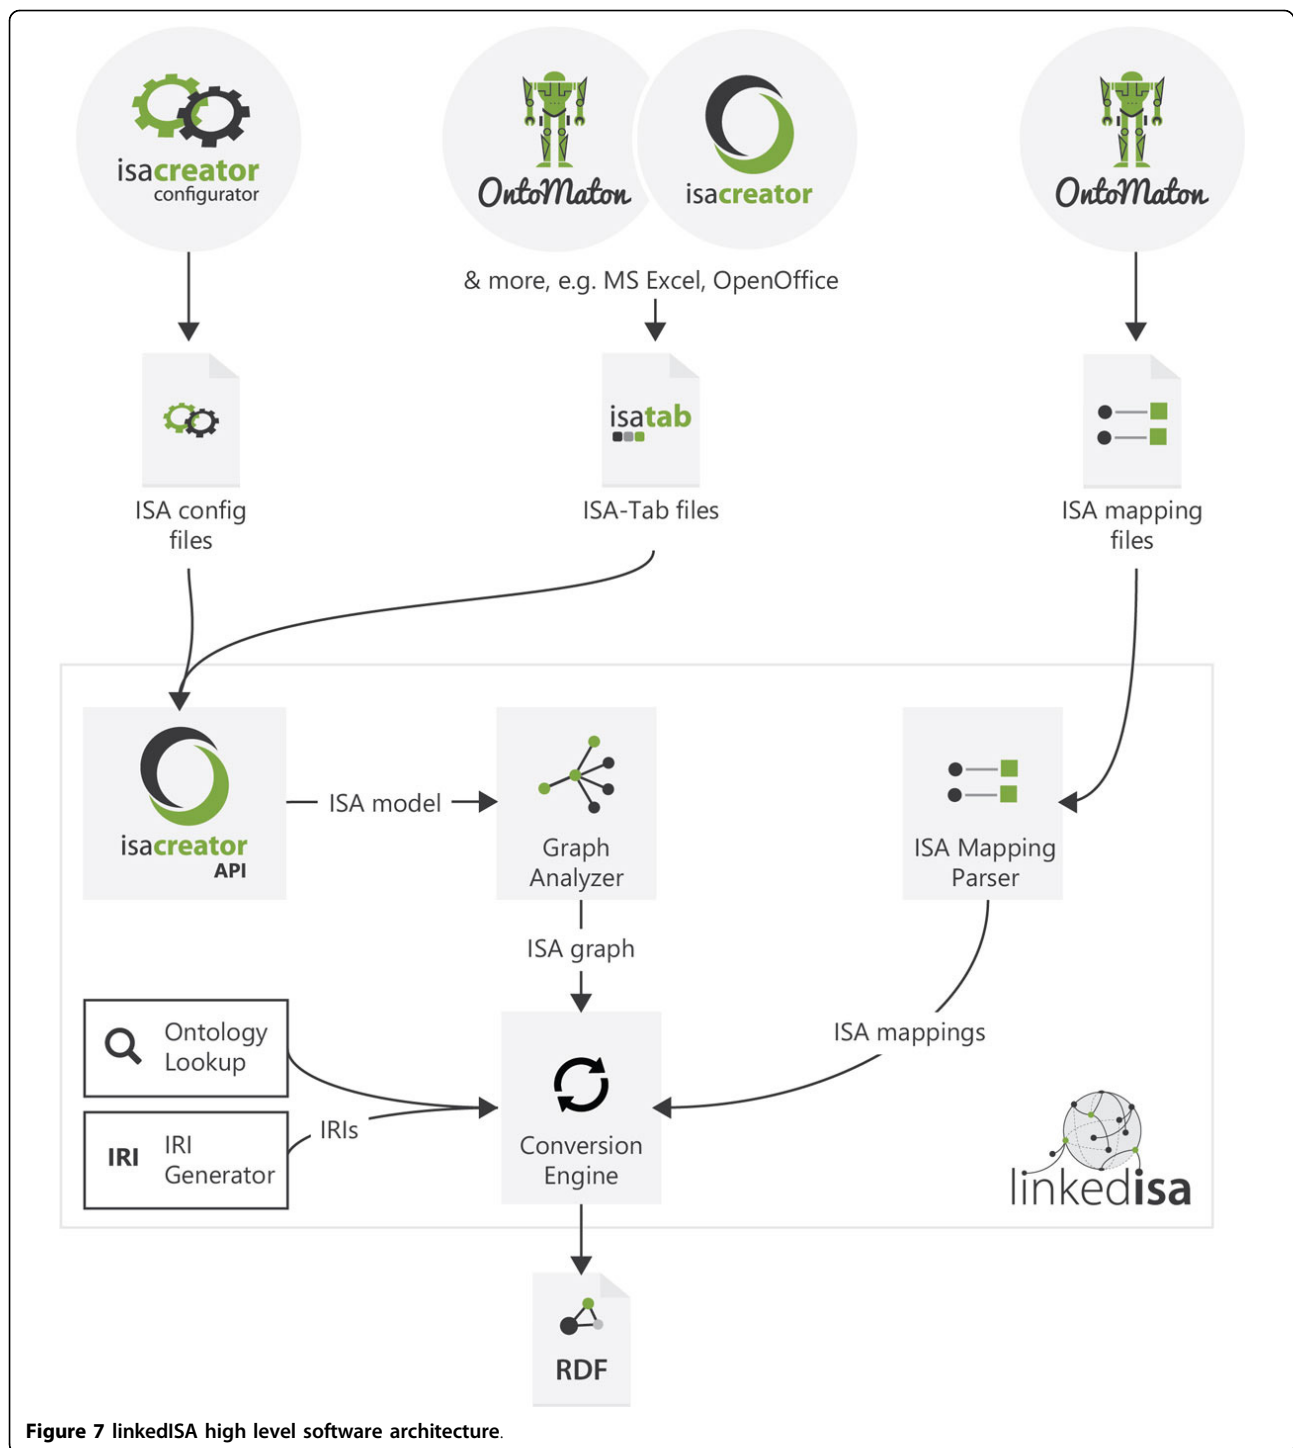 isacreator
configurator
OntoMaton
isacreator
OntoMaton
& more, e.g. MS Excel, OpenOffice
isatab
ISA config
files
ISA-Tab files
ISA mapping
files
isacreator
API
ISA model
Graph
Analyzer
ISA Mapping
Parser
ISA graph
Ontology
Lookup
ISA mappings
IRIs
IRI
IRI
Generator
Conversion
Engine
linkedisa
RDF
Figure 7 linkedISA high level software architecture.